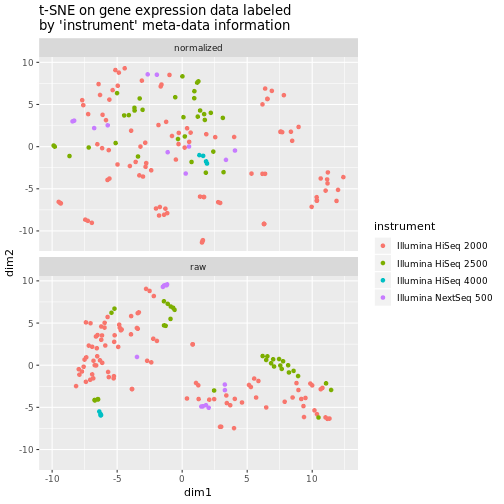 t-SNE on gene expression data labeled
by 'instrument' meta-data information
normalized
10
5
0
-5
-10
raw
10
5
0
-5
-10
-10
-5
0
5
10
dim1
dim2
instrument
Illumina HiSeq 2000
Illumina HiSeq 2500
Illumina HiSeq 4000
Illumina NextSeq 500